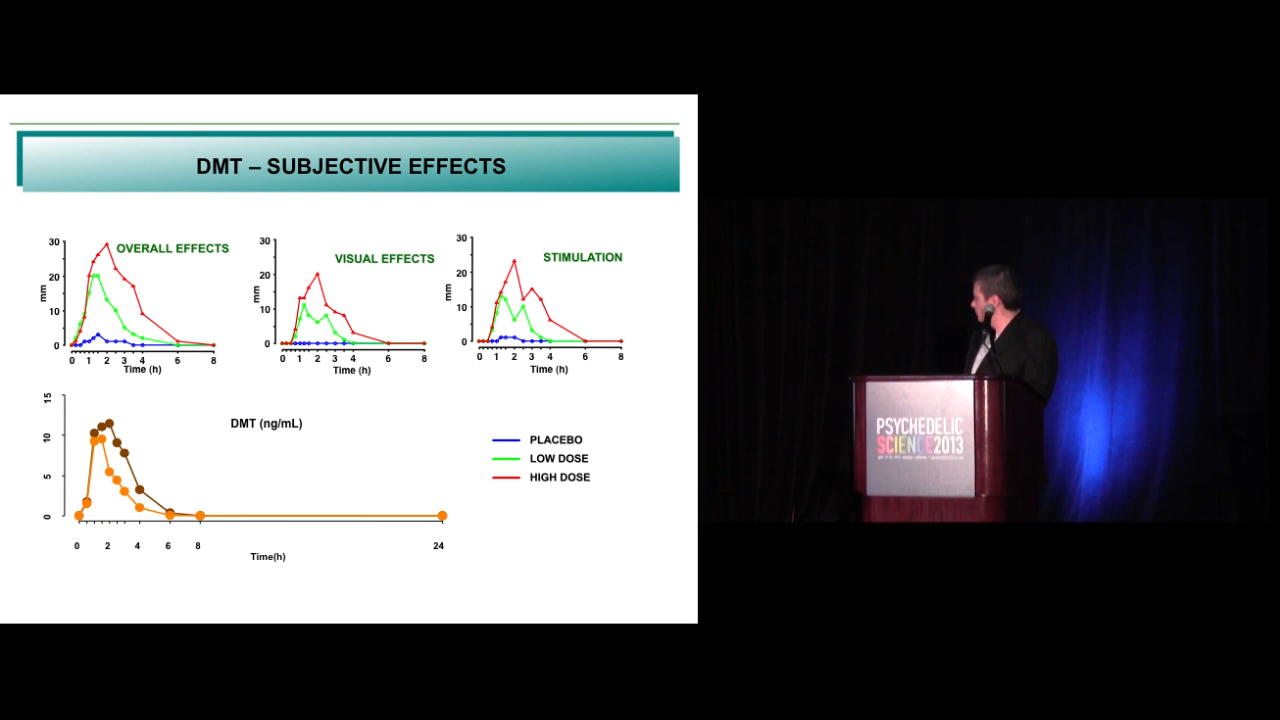 DMT – SUBJECTIVE EFFECTS
OVERALL EFFECTS
30
20
10
0
mm
0 1 2 3 4 6 8
Time (h)
VISUAL EFFECTS
30
20
10
0
mm
0 1 2 3 4 6 8
Time (h)
STIMULATION
30
20
10
0
mm
0 1 2 3 4 6 8
Time (h)
DMT (ng/mL)
15
10
5
0
0 2 4 6 8 24
Time(h)
PLACEBO
LOW DOSE
HIGH DOSE
PSYCHEDELIC
SCIENCE2013